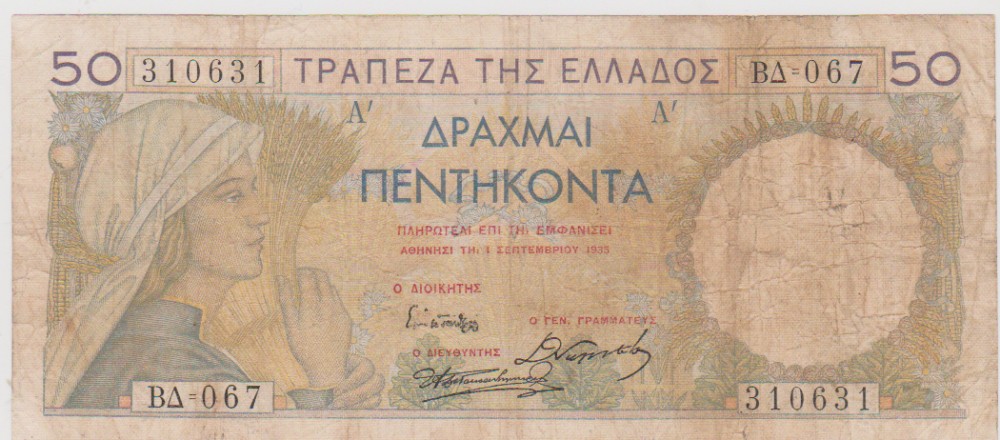 50 310631 ΤΡΑΠΕΖΑ ΤΗΣ ΕΛΛΑΔΟΣ ΒΔ=067 50
Α' Α'
ΔΡΑΧΜΑΙ
ΠΕΝΤΗΚΟΝΤΑ
ΠΛΗΡΩΤΕΑΙ ΕΠΙ ΤΗι ΕΜΦΑΝΙΣΕΙ
ΑΘΗΝΗΣΙ ΤΗι 1 ΣΕΠΤΕΜΒΡΙΟΥ 1935
Ο ΔΙΟΙΚΗΤΗΣ
Ο ΓΕΝ. ΓΡΑΜΜΑΤΕΥΣ
Ο ΔΙΕΥΘΥΝΤΗΣ
ΒΔ=067 310631